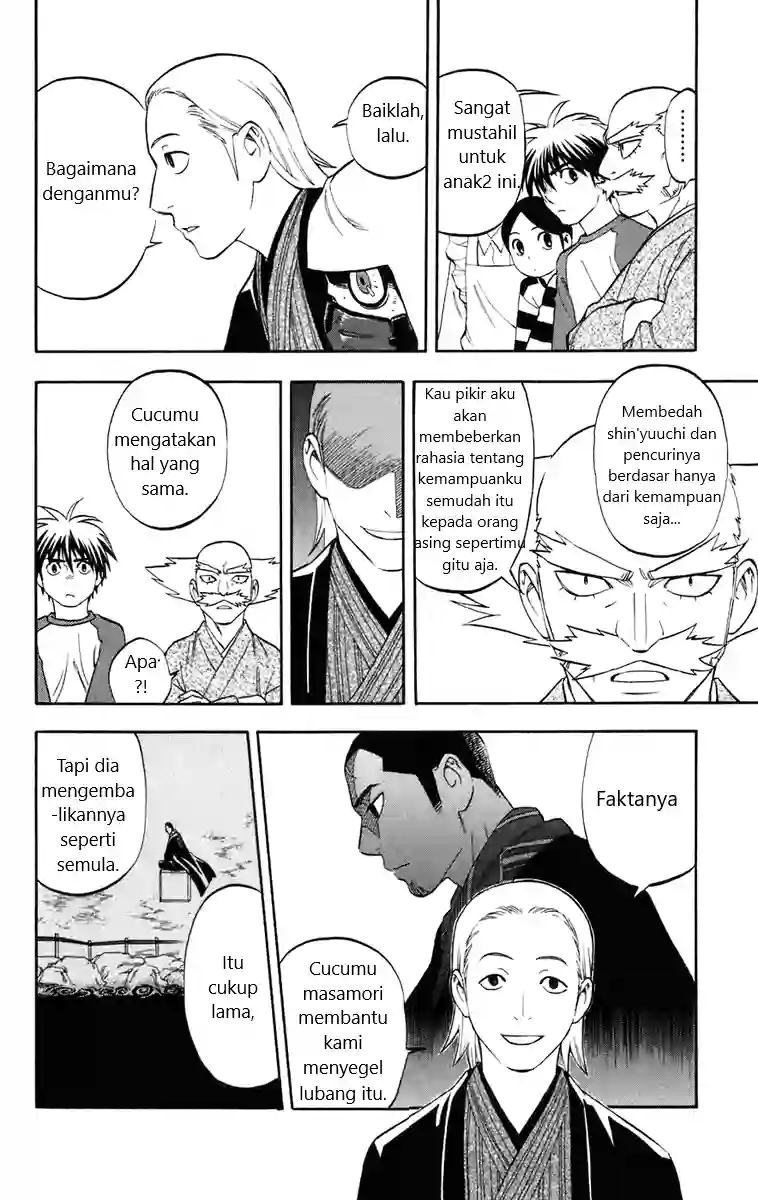 ........
Sangat
mustahil
untuk
anak2 ini.
Baiklah,
lalu.
Bagaimana
denganmu?
Membedah
shin'yuuchi dan
pencurinya
berdasar hanya
dari kemampuan
saja...
Kau pikir aku
akan
membeberkan
rahasia tentang
kemampuanku
semudah itu
kepada orang
asing sepertimu
gitu aja.
Cucumu
mengatakan
hal yang
sama.
Apa
?!
Faktanya
Cucumu
masamori
membantu
kami
menyegel
lubang itu.
Tapi dia
mengemba
-likannya
seperti
semula.
Itu
cukup
lama,